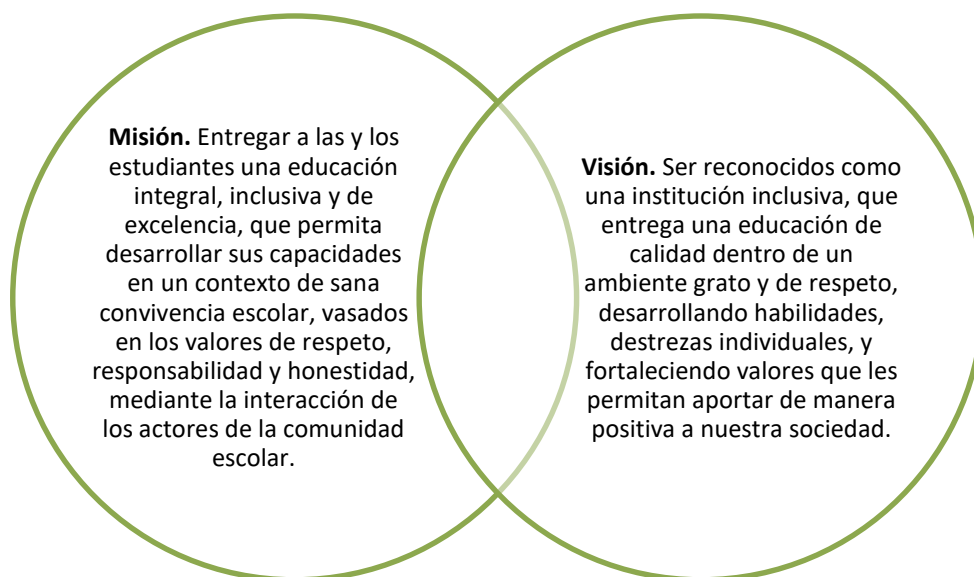 Misión. Entregar a las y los
estudiantes una educación
integral, inclusiva y de
excelencia, que permita
desarrollar sus capacidades
en un contexto de sana
convivencia escolar, vasados
en los valores de respeto,
responsabilidad y honestidad,
mediante la interacción de
los actores de la comunidad
escolar.
Visión. Ser reconocidos como
una institución inclusiva, que
entrega una educación de
calidad dentro de un
ambiente grato y de respeto,
desarrollando habilidades,
destrezas individuales, y
fortaleciendo valores que les
permitan aportar de manera
positiva a nuestra sociedad.